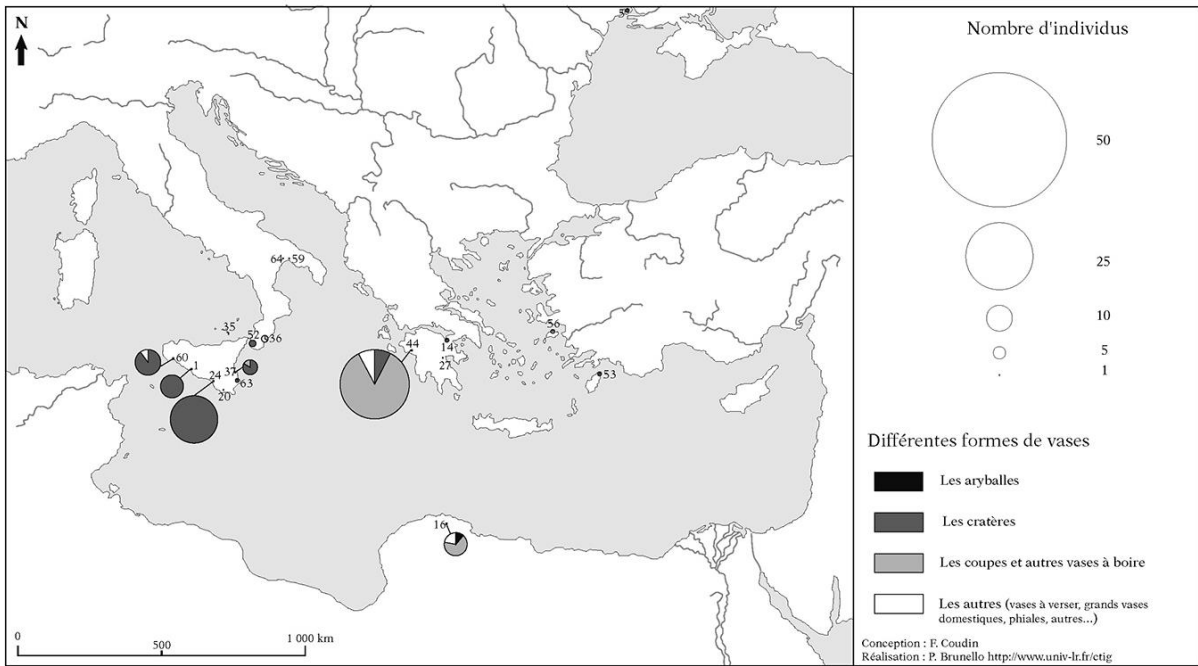 N
5
64 59
35
52
36
60
1
24
37
63
20
44
14
27
56
53
16
0
500
1 000 km
Nombre d'individus
50
25
10
5
1
Différentes formes de vases
Les aryballes
Les cratères
Les coupes et autres vases à boire
Les autres (vases à verser, grands vases
domestiques, phiales, autres...)
Conception : F. Coudin
Réalisation : P. Brunello http://www.univ-lr.fr/ctig